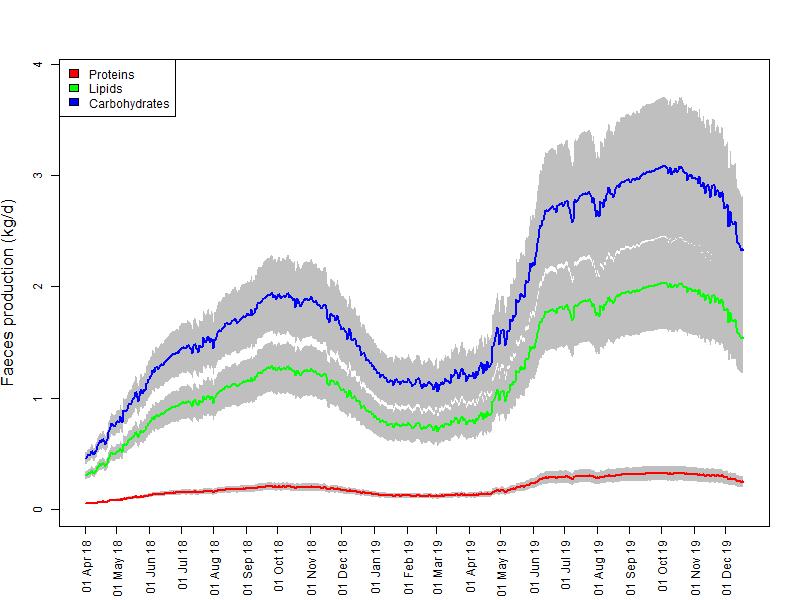 Faeces production (kg/d)
4
3
2
1
0
Proteins
Lipids
Carbohydrates
01 Apr 18
01 May 18
01 Jun 18
01 Jul 18
01 Aug 18
01 Sep 18
01 Oct 18
01 Nov 18
01 Dec 18
01 Jan 19
01 Feb 19
01 Mar 19
01 Apr 19
01 May 19
01 Jun 19
01 Jul 19
01 Aug 19
01 Sep 19
01 Oct 19
01 Nov 19
01 Dec 19